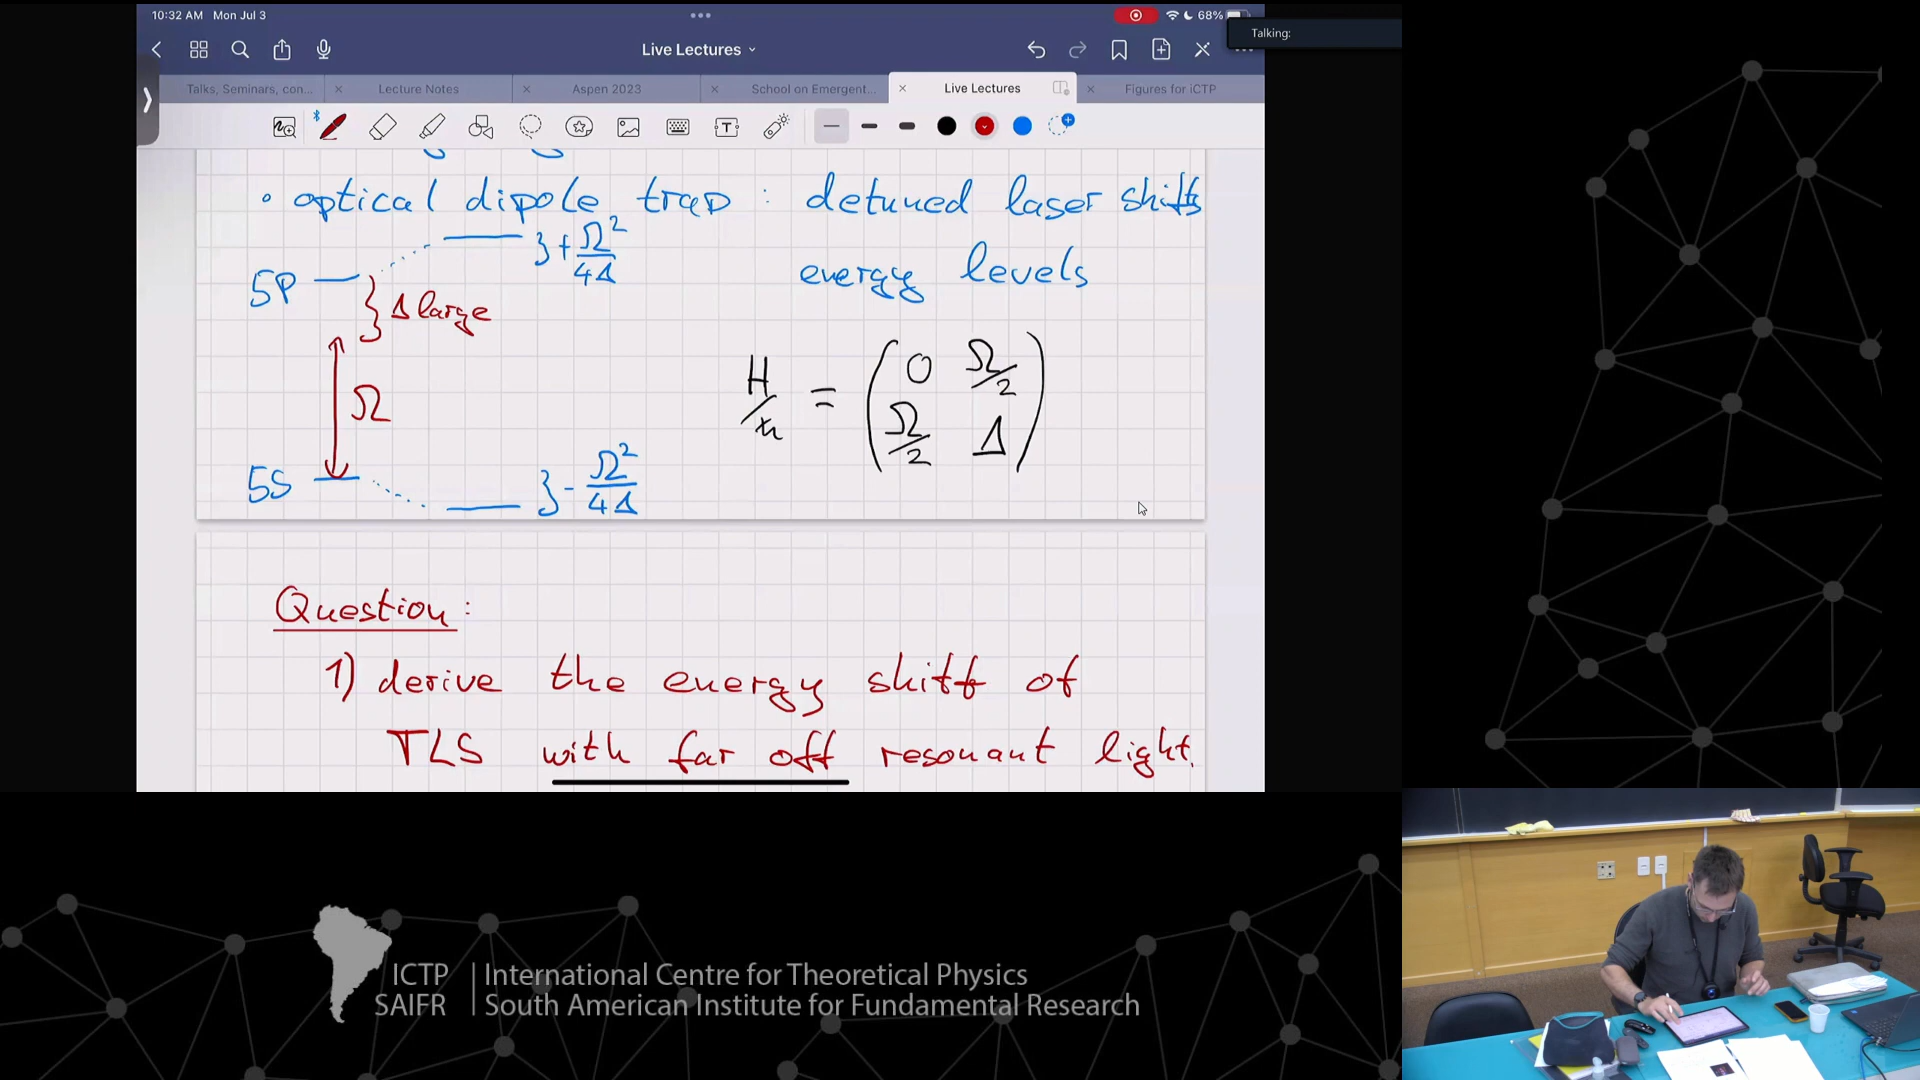 10:32 AM Mon Jul 3
68%
Talking:
Live Lectures
Talks, Seminars, con...
Lecture Notes
Aspen 2023
School on Emergent...
Live Lectures
Figures for iCTP
• optical dipole trap : detuned laser shifts
energy levels
} + Ω²/4Δ
5P
} Δ large
H/ħ = ( 0 Ω/2
Ω/2 Δ )
Ω
5S
} - Ω²/4Δ
Question:
1) derive the energy shift of
TLS with far off resonant light.
ICTP | International Centre for Theoretical Physics
SAIFR | South American Institute for Fundamental Research